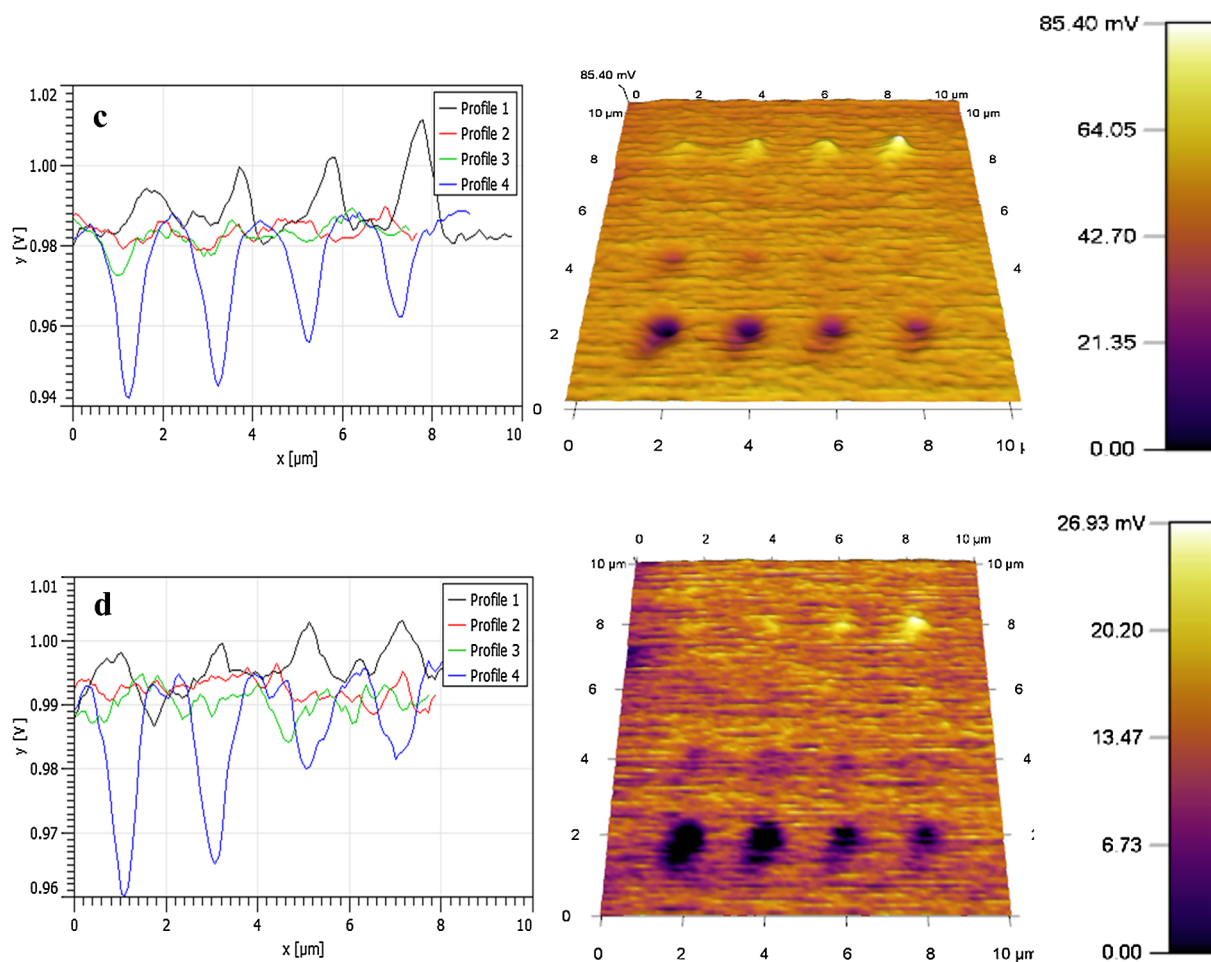 c
1.02
1.00
0.98
0.96
0.94
y [V]
0 2 4 6 8 10
x [µm]
Profile 1
Profile 2
Profile 3
Profile 4
85.40 mV
0 2 4 6 8 10 µm
10 µm 10 µm
8 8
6 6
4 4
2
0
0 2 4 6 8 10
85.40 mV
64.05
42.70
21.35
0.00
d
1.01
1.00
0.99
0.98
0.97
0.96
y [V]
0 2 4 6 8 10
x [µm]
Profile 1
Profile 2
Profile 3
Profile 4
0 2 4 6 8 10 µm
10 µm 10 µm
8 8
6 6
4 4
2
0
0 2 4 6 8 10 µm
26.93 mV
20.20
13.47
6.73
0.00